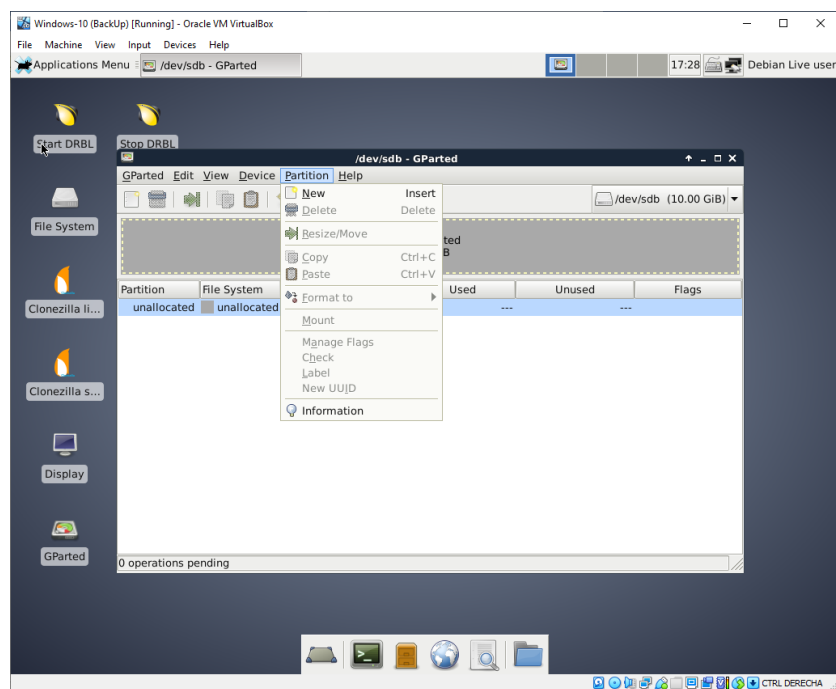 Windows-10 (BackUp) [Running] - Oracle VM VirtualBox
File Machine View Input Devices Help
Applications Menu /dev/sdb - GParted 17:28 Debian Live user
Start DRBL Stop DRBL
/dev/sdb - GParted
GParted Edit View Device Partition Help
New Insert
/dev/sdb (10.00 GiB)
Delete Delete
File System
Resize/Move
ted
B
Copy Ctrl+C
Paste Ctrl+V
Partition File System Used Unused Flags
Format to
Clonezilla li...
unallocated unallocated --- ---
Mount
Manage Flags
Check
Label
New UUID
Clonezilla s...
Information
Display
GParted
0 operations pending
CTRL DERECHA